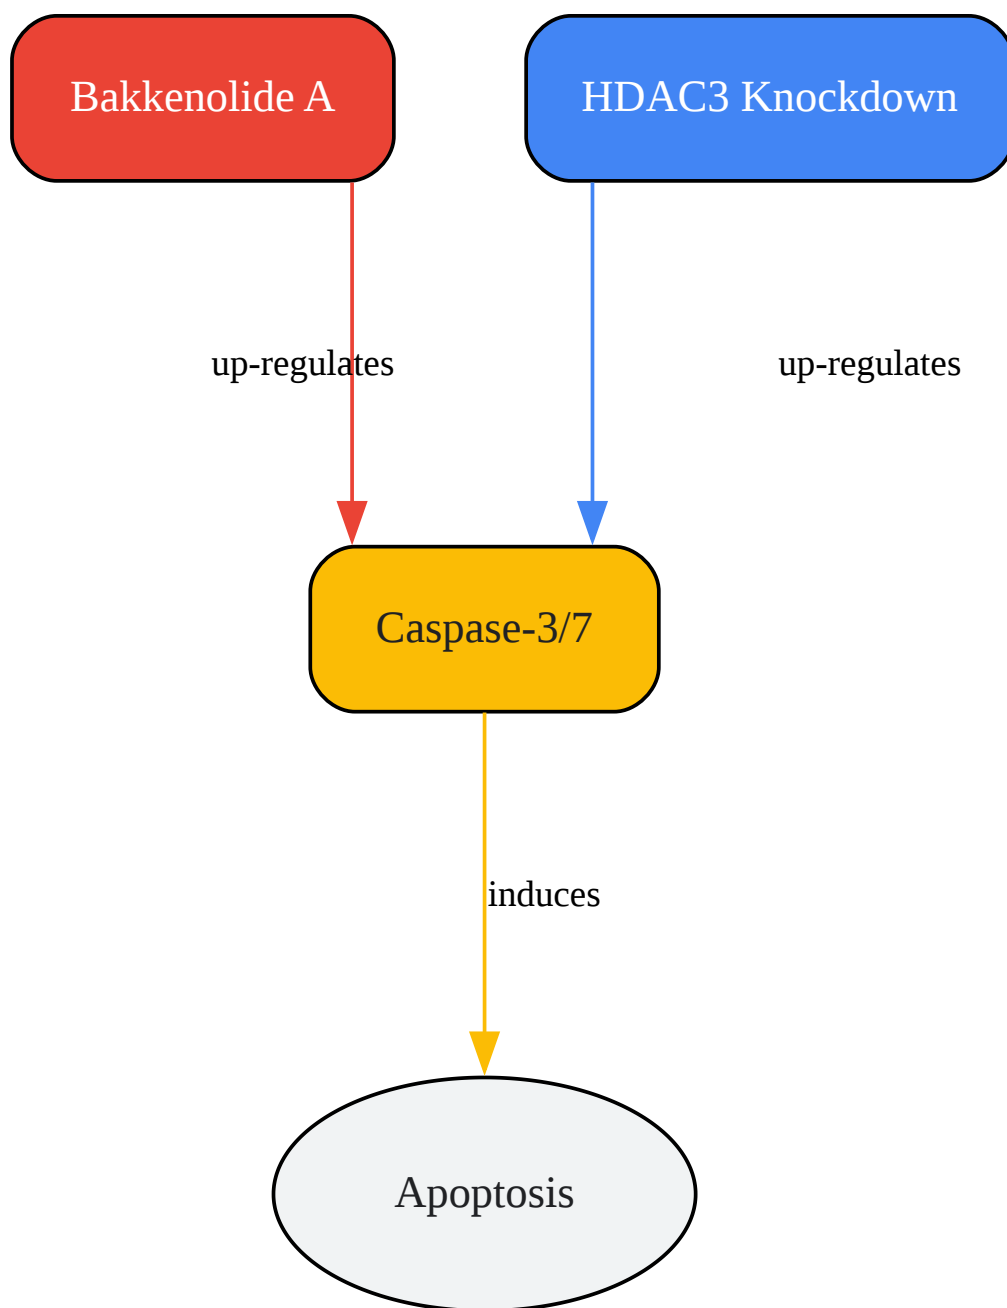 Bakkenolide A
HDAC3 Knockdown
up-regulates
up-regulates
Caspase-3/7
induces
Apoptosis